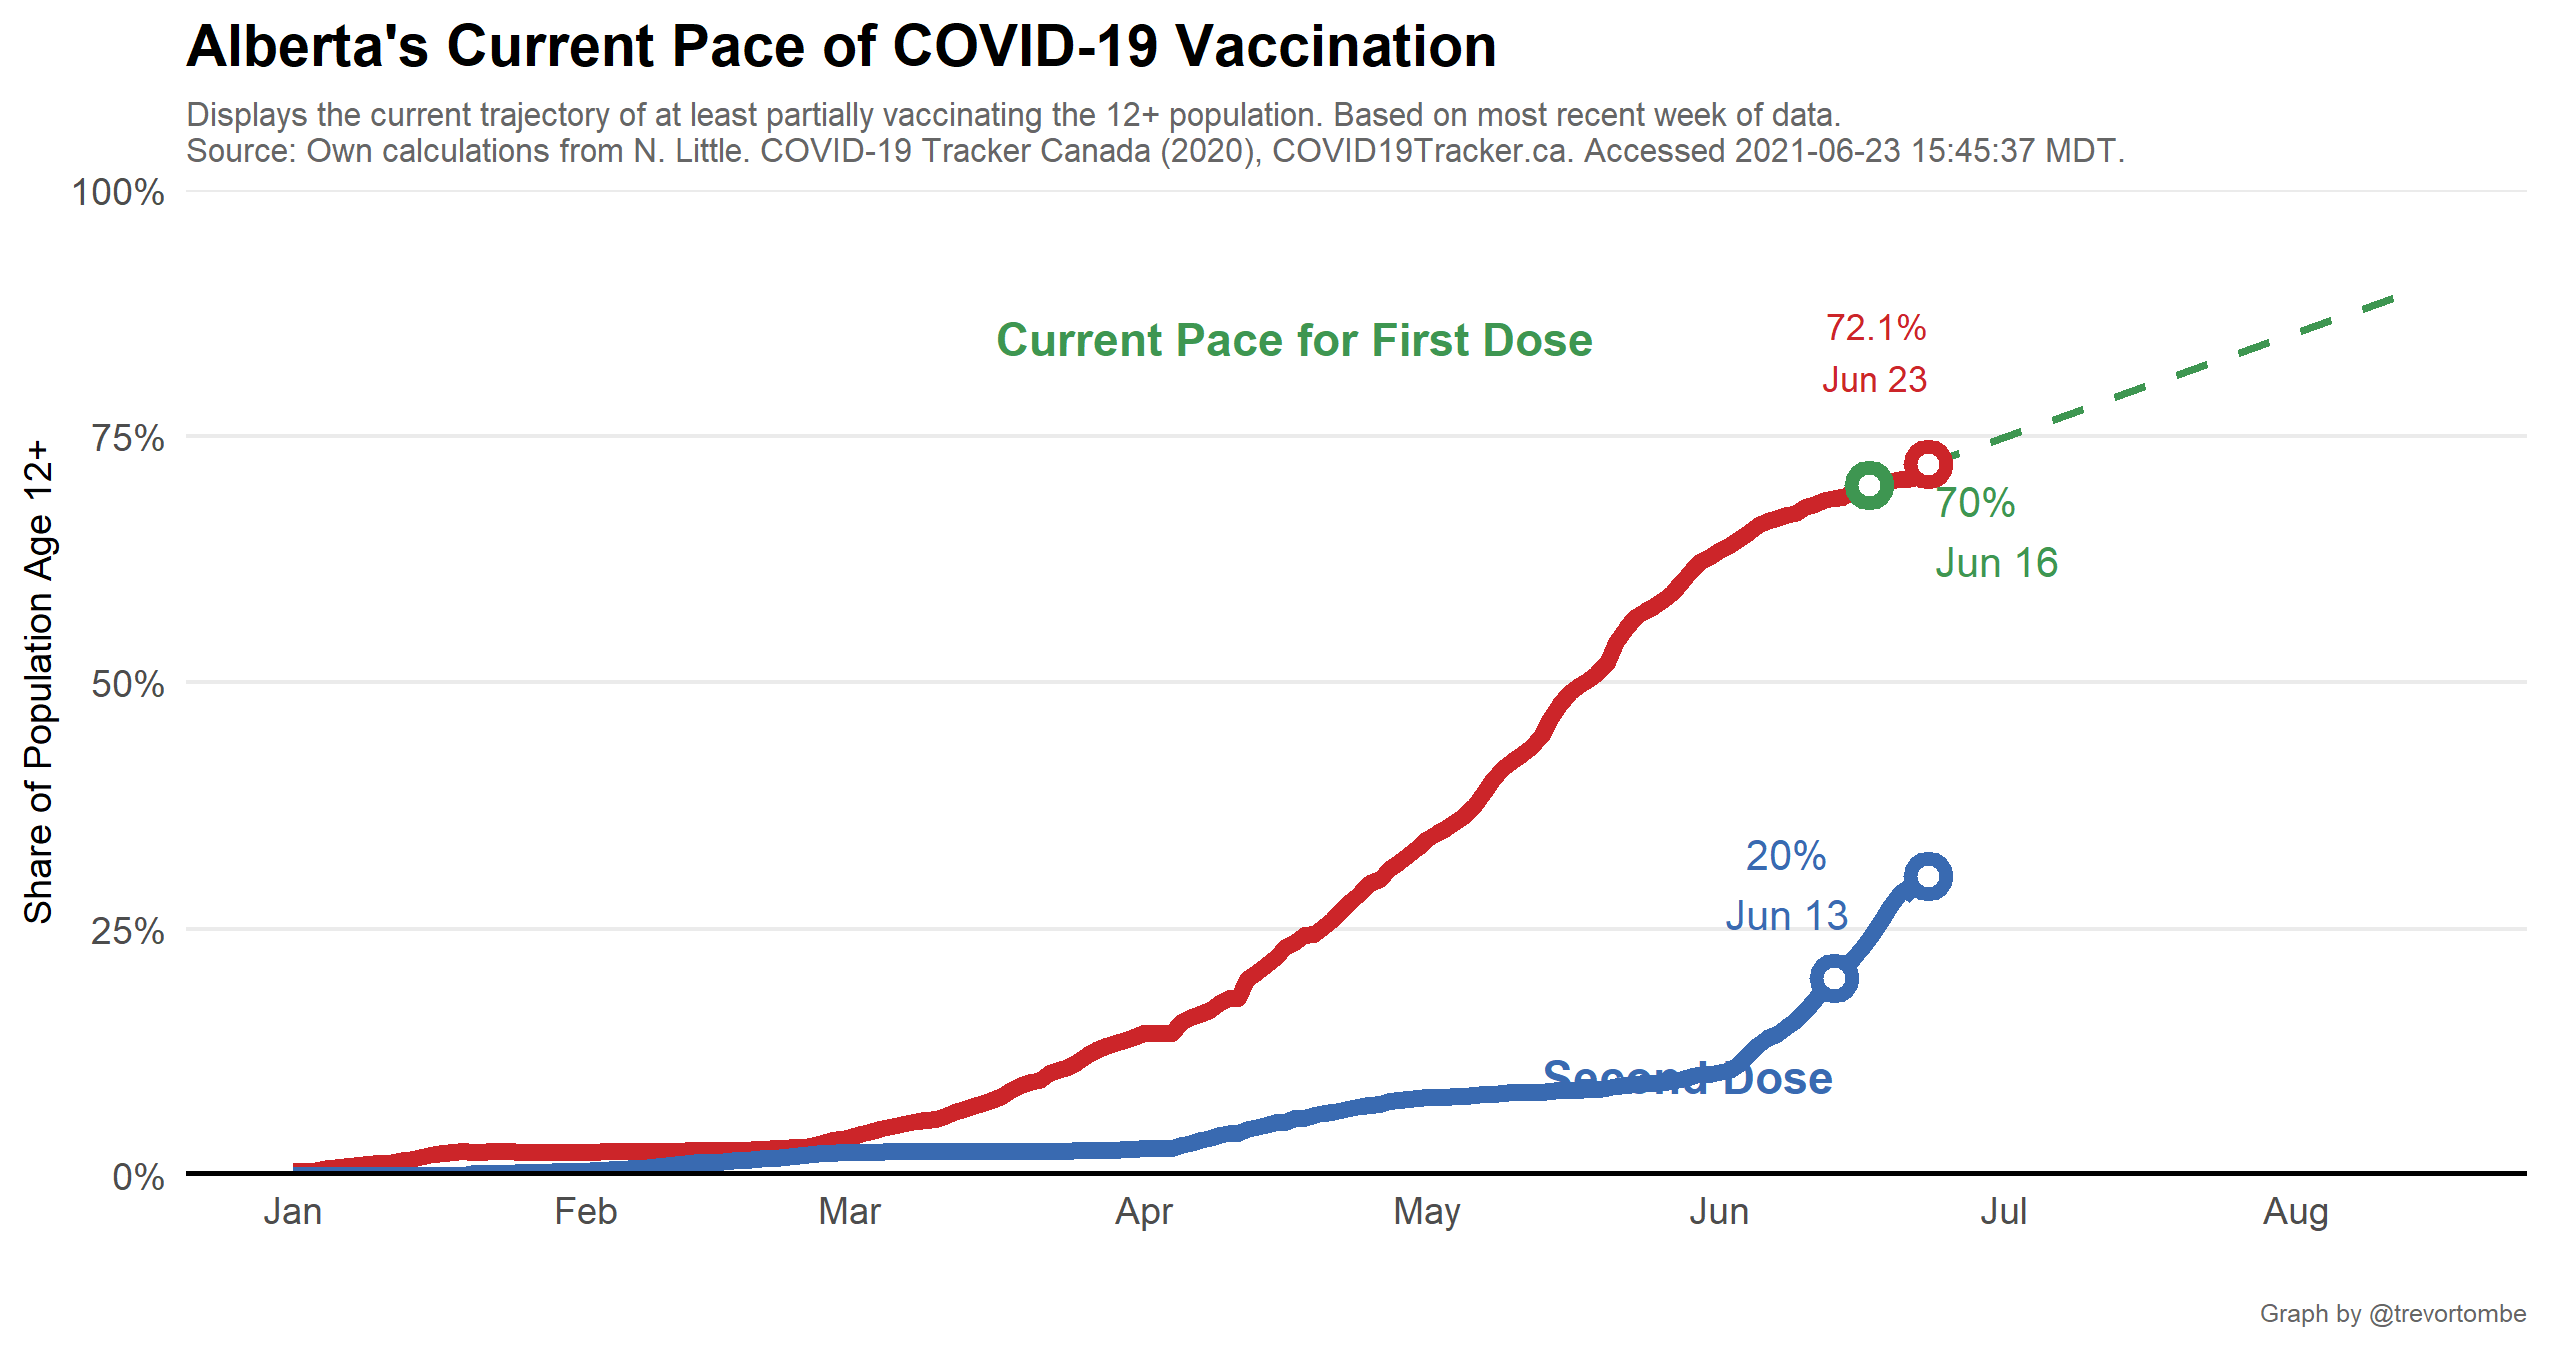 Alberta's Current Pace of COVID-19 Vaccination
Displays the current trajectory of at least partially vaccinating the 12+ population. Based on most recent week of data.
Source: Own calculations from N. Little. COVID-19 Tracker Canada (2020), COVID19Tracker.ca. Accessed 2021-06-23 15:45:37 MDT.
100%
75%
50%
25%
0%
Share of Population Age 12+
Current Pace for First Dose
72.1%
Jun 23
70%
Jun 16
20%
Jun 13
Second Dose
Jan
Feb
Mar
Apr
May
Jun
Jul
Aug
Graph by @trevortombe